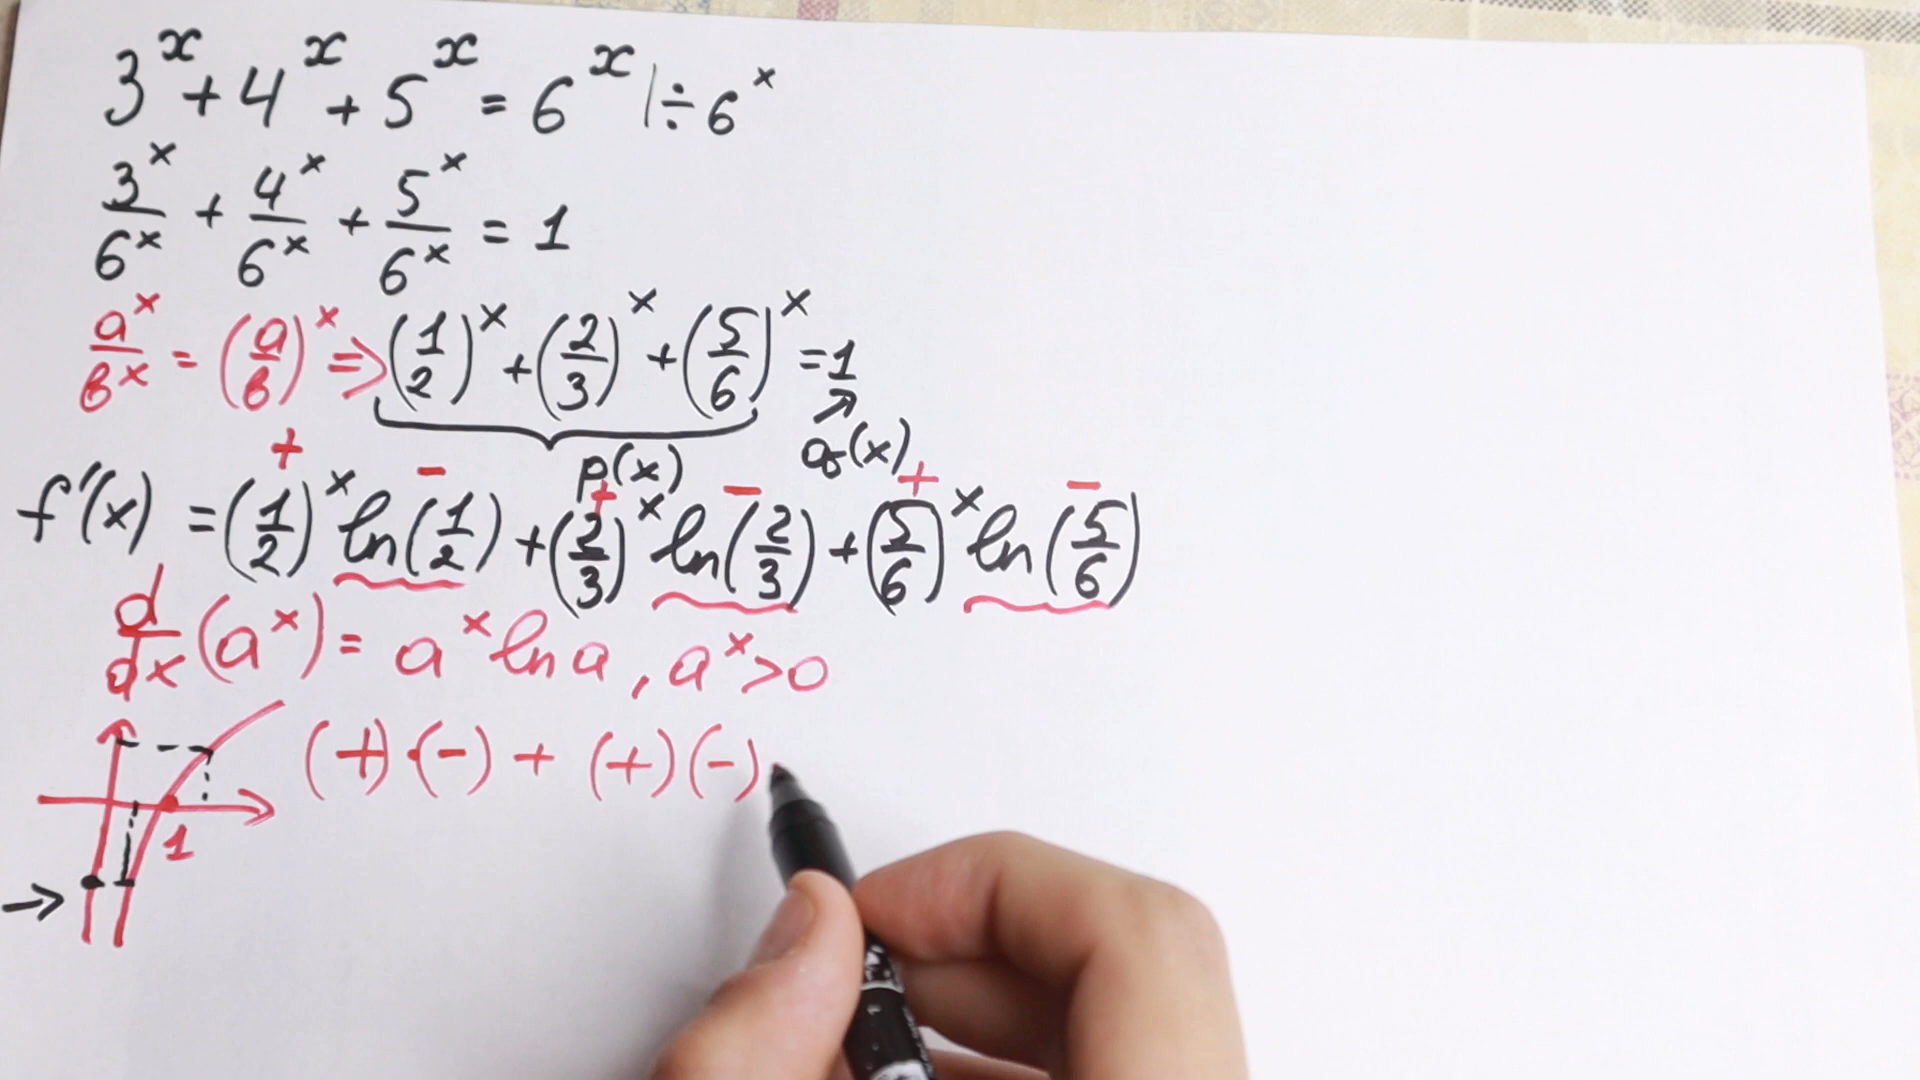 3^x + 4^x + 5^x = 6^x | ÷ 6^x
3^x/6^x + 4^x/6^x + 5^x/6^x = 1
a^x/b^x = (a/b)^x => (1/2)^x + (2/3)^x + (5/6)^x = 1
+ - p(x) + - g(x) + -
f'(x) = (1/2)^x ln(1/2) + (2/3)^x ln(2/3) + (5/6)^x ln(5/6)
d/dx (a^x) = a^x ln a, a^x > 0
(+)·(-) + (+)(-)
1